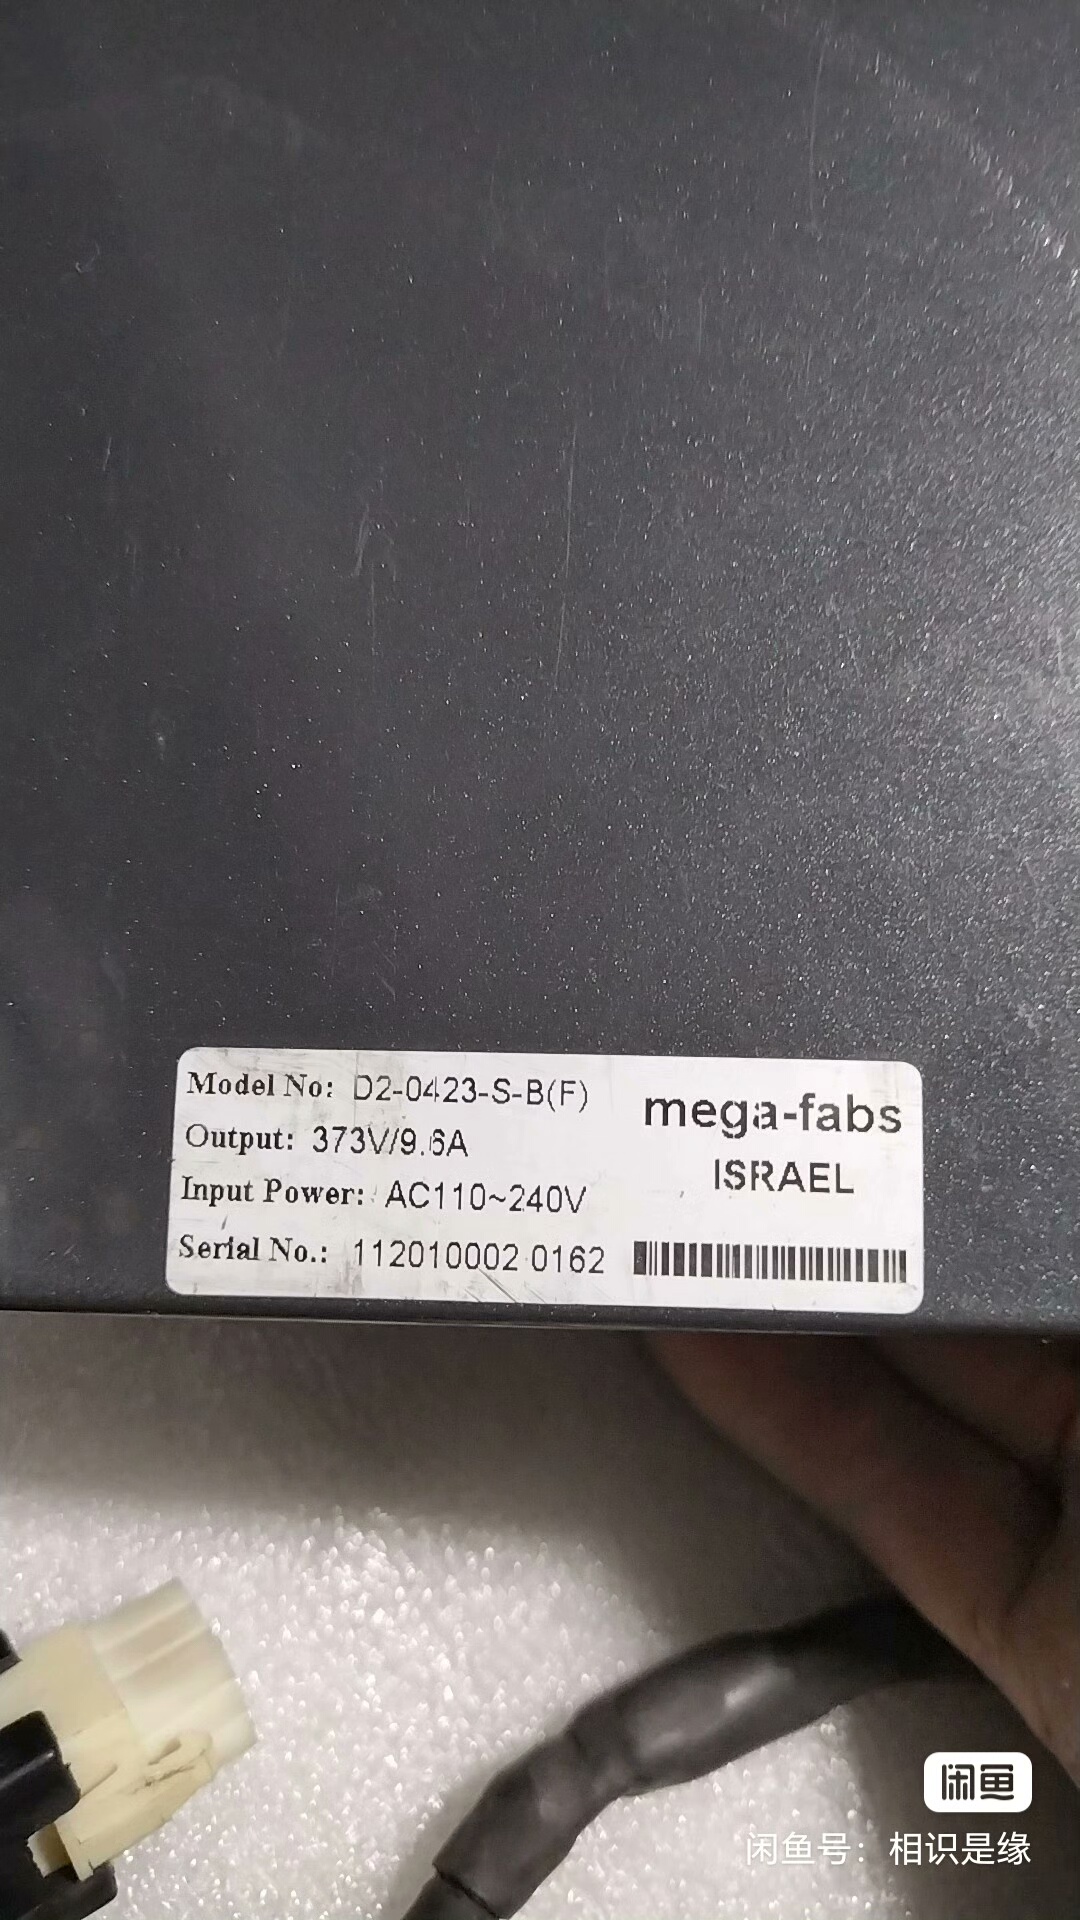 Model No: D2-0423-S-B(F)
Output: 373V/9.6A
Input Power: AC110~240V
Serial No.: 112010002 0162
mega-fabs
ISRAEL
闲鱼
闲鱼号：相识是缘